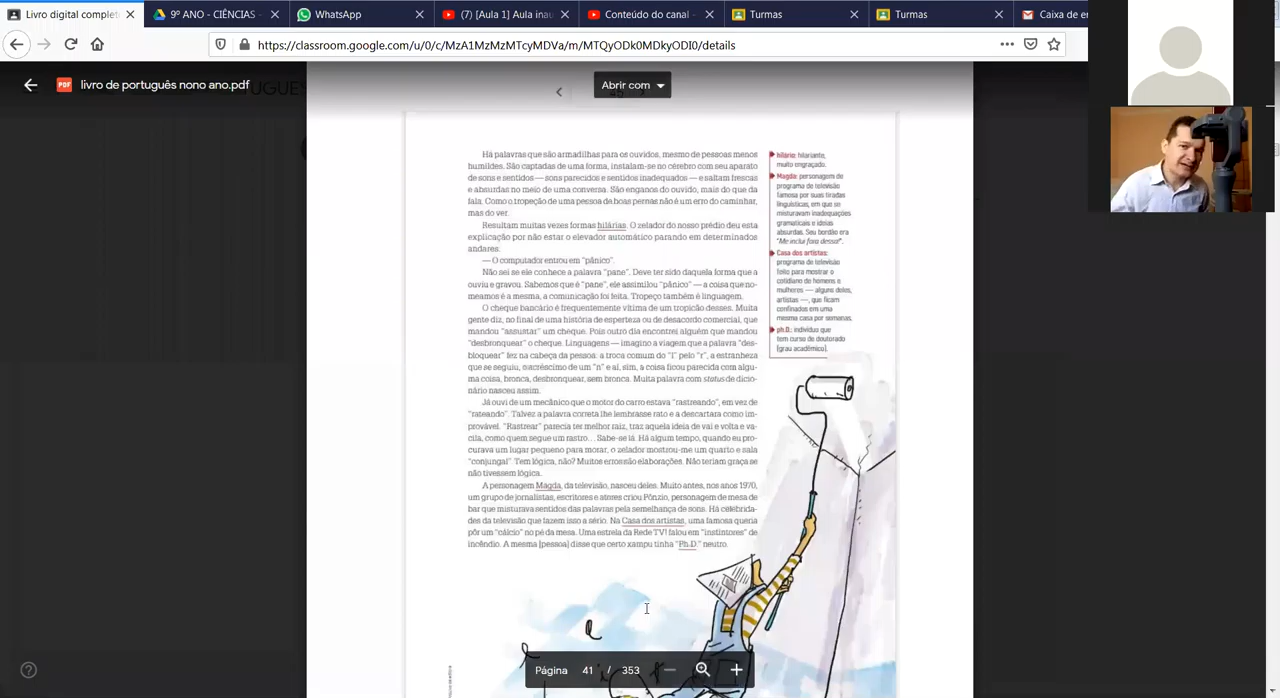 Livro digital complet
9º ANO - CIÊNCIAS -
WhatsApp
(7) [Aula 1] Aula inau
Conteúdo do canal -
Turmas
Turmas
Caixa de en
https://classroom.google.com/u/0/c/MzA1MzMzMTcyMDVa/m/MTQyODk0MDkyODI0/details
PDF
livro de português nono ano.pdf
Abrir com
Há palavras que são armadilhas para os ouvidos, mesmo de pessoas menos
humildes. São captadas de uma forma, instalam-se no cérebro com seu aparato
de sons e sentidos — sons parecidos e sentidos inadequados — e saltam frescas
e absurdas no meio de uma conversa. São enganos do ouvido, mais do que da
fala. Como o tropeço de uma pessoa de boas pernas não é um erro do caminhar,
mas do ver.
Resultam muitas vezes formas hilárias. O zelador do nosso prédio deu esta
explicação por não estar o elevador automático parando em determinados
andares.
— O computador entrou em "pânico".
Não sei se ele conhece a palavra "pane". Deve ter sido daquela forma que a
ouviu e gravou. Sabemos que é "pane", ele assimilou "pânico" — a coisa que no-
meamos é a mesma, a comunicação foi feita. Tropeço também é linguagem.
O cheque bancário é frequentemente vítima de um tropicão desses. Muita
gente diz, no final de uma história de esperteza ou de desacordo comercial, que
mandou "assustar" um cheque. Pois outro dia encontrei alguém que mandou
"desbronquear" o cheque. Linguagens — imagino a viagem que a palavra "des-
bloquear" fez na cabeça da pessoa: a troca comum do "l" pelo "r", a estranheza
que se seguiu, o acréscimo de um "n" e aí, sim, a coisa ficou parecida com algu-
ma coisa, bronca, desbronquear, sem bronca. Muita palavra com status de dicio-
nário nasceu assim.
Já ouvi de um mecânico que o motor do carro estava "rastreando", em vez de
"rateando". Talvez a palavra correta lhe lembrasse rato e a descartara como im-
provável. "Rastrear" parecia ter melhor raiz, traz aquela ideia de vai e volta e va-
cila, como quem segue um rastro... Sabe-se lá. Há algum tempo, quando eu pro-
curava um lugar pequeno para morar, o zelador mostrou-me um quarto e sala
"conjungal". Tem lógica, não? Muitos erros são elaborações. Não teriam graça se
não tivessem lógica.
A personagem Magda, da televisão, nasceu deles. Muito antes, nos anos 1970,
um grupo de jornalistas, escritores e atores criou Pônzio, personagem de mesa de
bar que misturava sentidos das palavras pela semelhança de sons. Há celebrida-
des da televisão que fazem isso a sério. Na Casa dos artistas, uma famosa queria
pôr um "cálcio" no pé da mesa. Uma estrela da Rede TV! falou em "instintores" de
incêndio. A mesma [pessoa] disse que certo xampu tinha "Ph.D." neutro.
hilário: hilariante,
muito engraçado.
Magda: personagem de
programa de televisão
famosa por suas tiradas
linguísticas, em que se
misturavam inadequações
gramaticais e ideias
absurdas. Seu bordão era
"Me inclui fora dessa!".
Casa dos artistas:
programa de televisão
feito para mostrar o
cotidiano de homens e
mulheres — alguns deles,
artistas —, que ficam
confinados em uma
mesma casa por semanas.
ph.D.: indivíduo que
tem curso de doutorado
(grau acadêmico).
e
e
Página 41 / 353